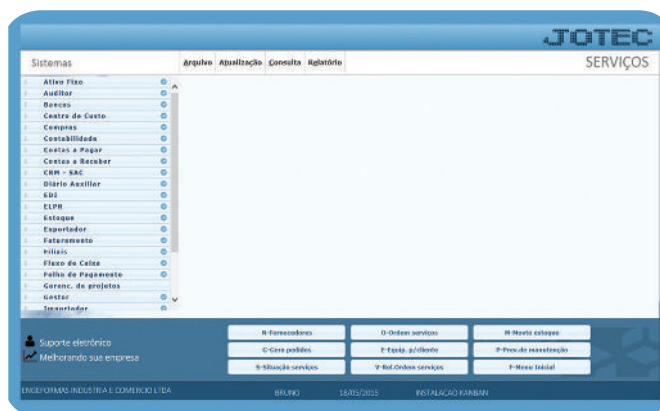 JOTEC
Sistemas
Arquivo Atualização Consulta Relatório
SERVIÇOS
Ativo Fixo
Auditor
Bancos
Centro de Custo
Compras
Contabilidade
Contas a Pagar
Contas a Receber
CRM - SAC
Diário Auxiliar
EDI
ELPR
Estoque
Exportador
Faturamento
Filiais
Fluxo de Caixa
Folha de Pagamento
Gerenc. de projetos
Gestor
Importador
Suporte eletrônico
Melhorando sua empresa
R-Fornecedores O-Ordem serviços M-Movto estoque
G-Gera pedidos E-Equip. p/cliente P-Prev.de manutenção
S-Situação serviços V-Rel.Ordem serviços F-Menu Inicial
ENGEFORMAS INDUSTRIA E COMERCIO LTDA BRUNO 18/05/2015 INSTALACAO KANBAN